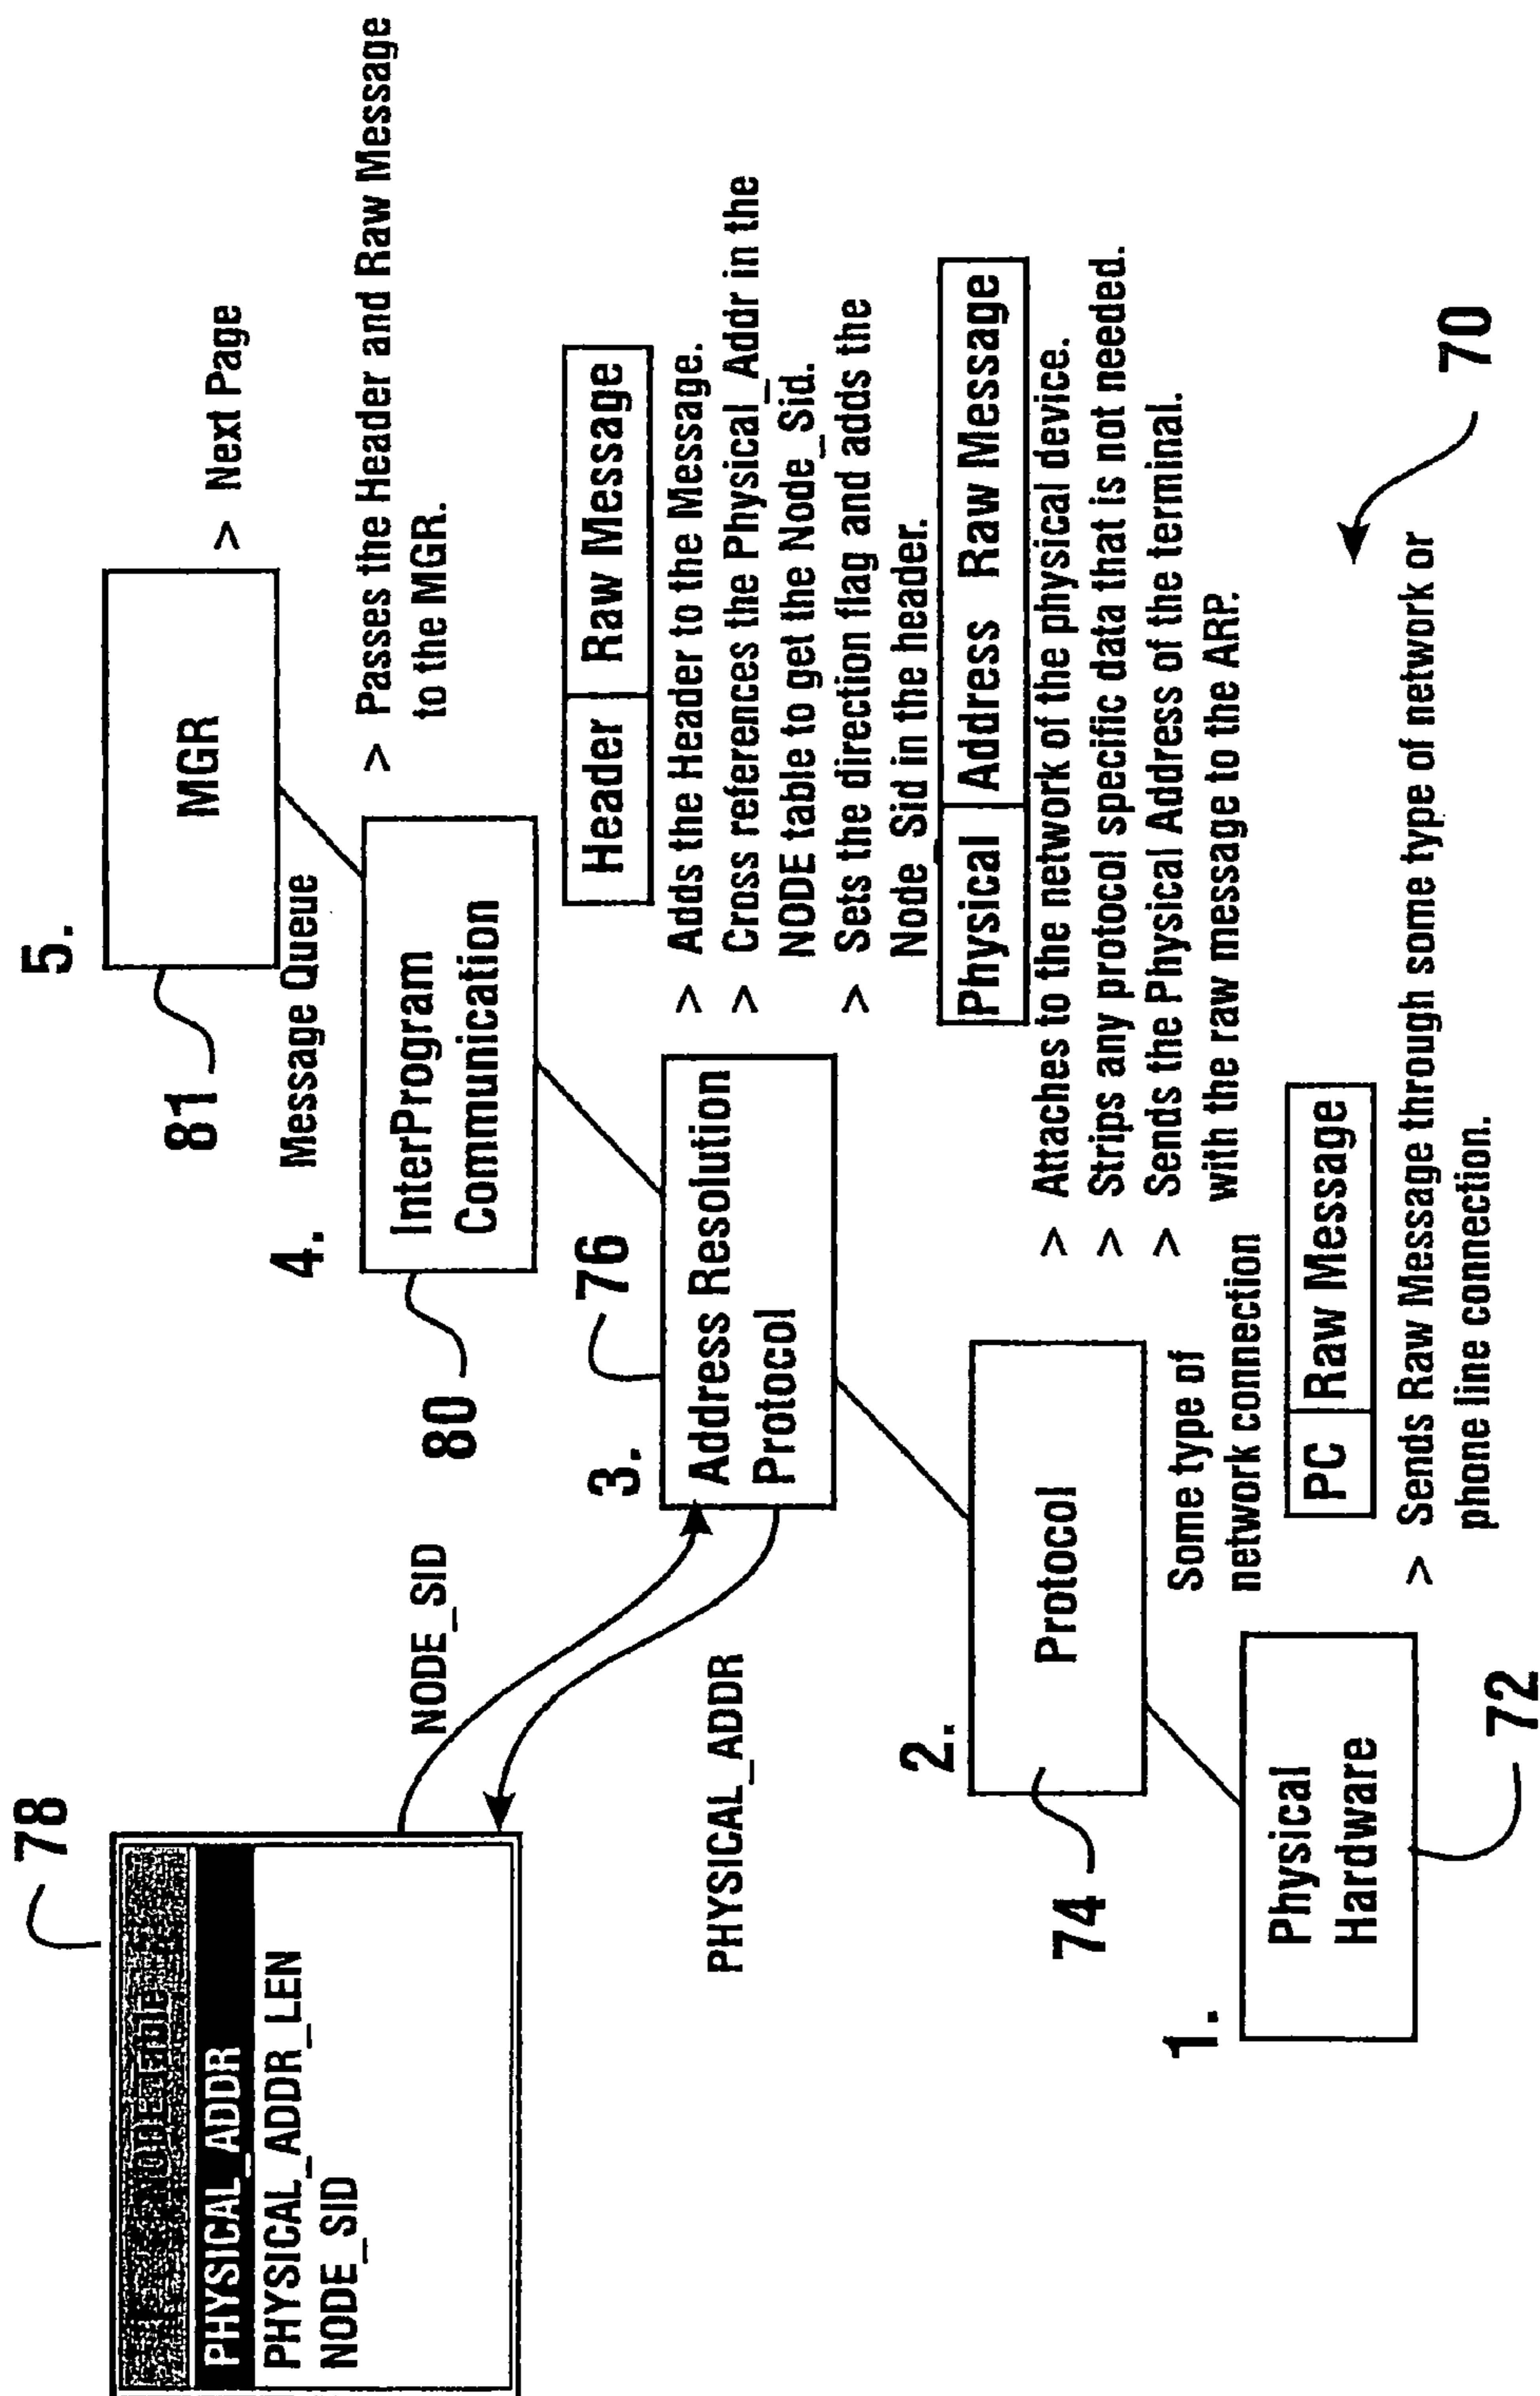 78
NODE Table
PHYSICAL_ADDR
PHYSICAL_ADDR_LEN
NODE_SID
NODE_SID
PHYSICAL_ADDR
5.
MGR
81
> Next Page
4.
Message Queue
InterProgram
Communication
80
> Passes the Header and Raw Message
to the MGR.
Header Raw Message
3.
76
Address Resolution
Protocol
> Adds the Header to the Message.
> Cross references the Physical_Addr in the
NODE table to get the Node_Sid.
> Sets the direction flag and adds the
Node_Sid in the header.
Physical Address Raw Message
2.
Protocol
74
> Attaches to the network of the physical device.
> Strips any protocol specific data that is not needed.
> Sends the Physical Address of the terminal.
with the raw message to the ARP.
Some type of
network connection
PC Raw Message
1.
Physical
Hardware
72
> Sends Raw Message through some type of network or
phone line connection.
70